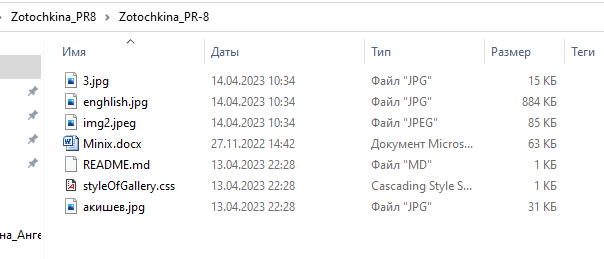 Zotochkina_PR8 > Zotochkina_PR-8
Имя Даты Тип Размер Теги
3.jpg 14.04.2023 10:34 Файл "JPG" 15 КБ
enghlish.jpg 14.04.2023 10:34 Файл "JPG" 884 КБ
img2.jpeg 14.04.2023 10:34 Файл "JPEG" 85 КБ
Minix.docx 27.11.2022 14:42 Документ Micros... 63 КБ
README.md 13.04.2023 22:28 Файл "MD" 1 КБ
styleOfGallery.css 13.04.2023 22:28 Cascading Style S... 1 КБ
акишев.jpg 13.04.2023 22:28 Файл "JPG" 31 КБ
на_Анге